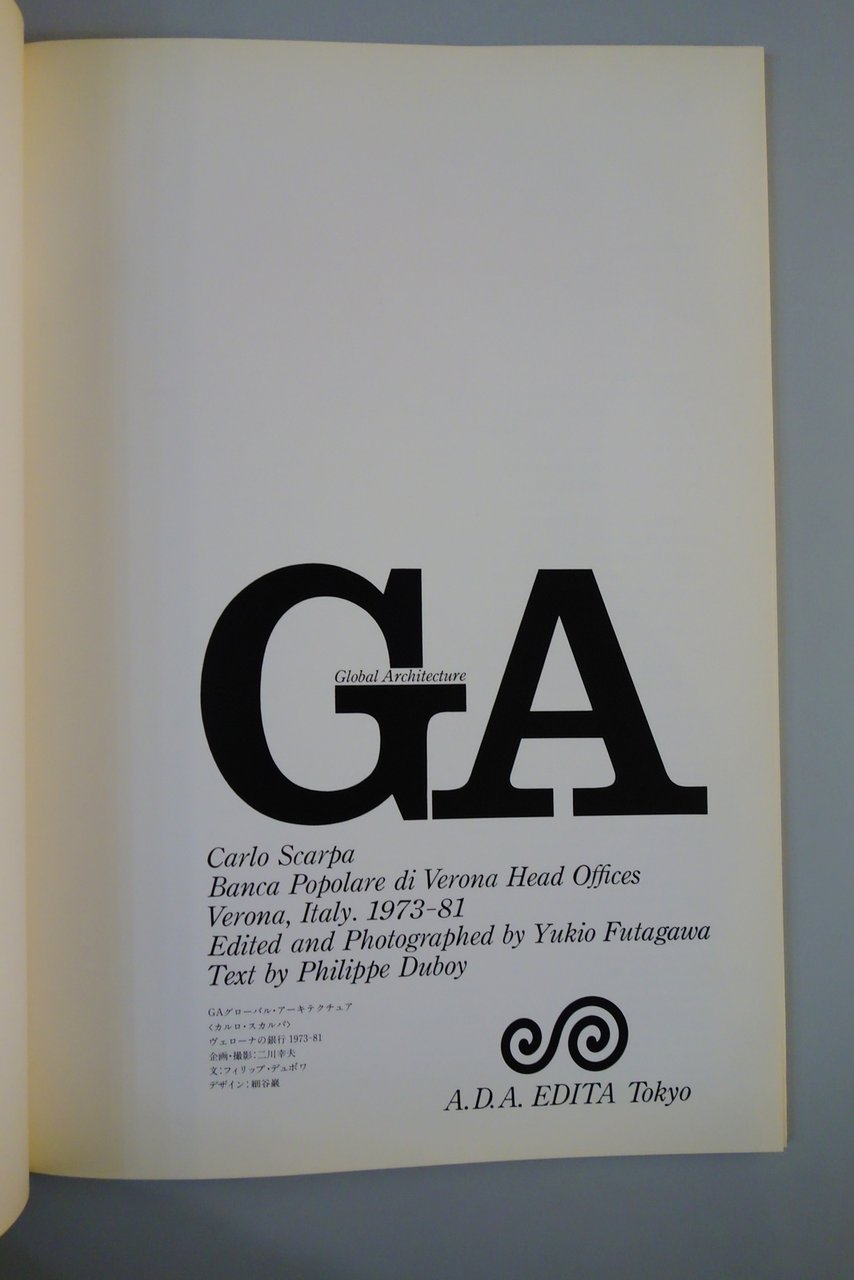 GA
Global Architecture
Carlo Scarpa
Banca Popolare di Verona Head Offices
Verona, Italy. 1973-81
Edited and Photographed by Yukio Futagawa
Text by Philippe Duboy
GAグローバル・アーキテクチュア
〈カルロ・スカルパ〉
ヴェローナの銀行 1973-81
企画・撮影：二川幸夫
文：フィリップ・デュボワ
デザイン：細谷巖
A.D.A. EDITA Tokyo